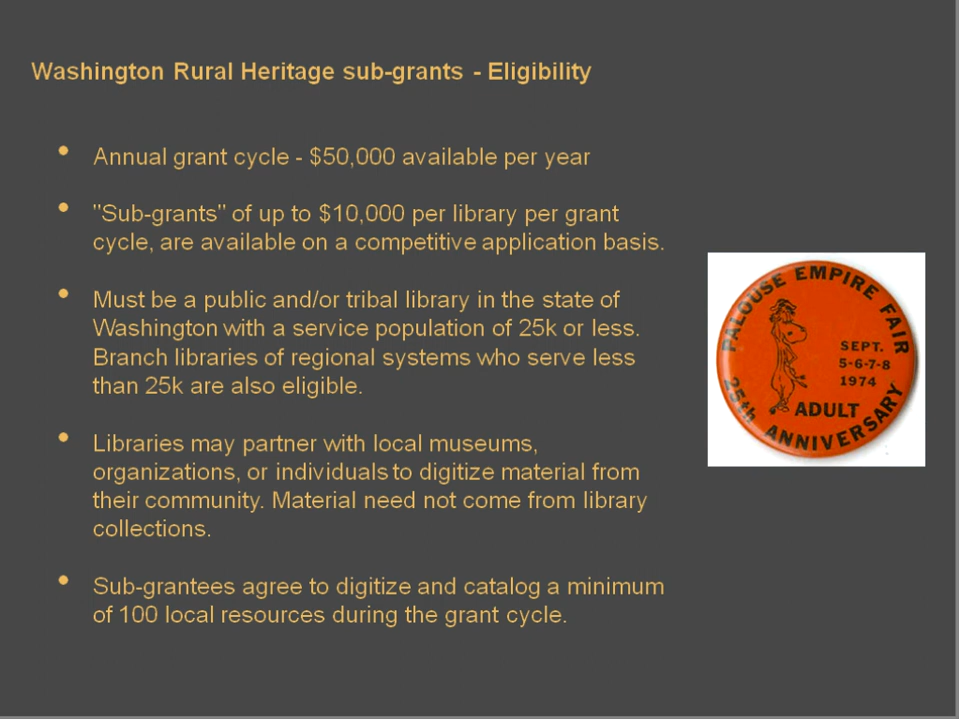 Washington Rural Heritage sub-grants - Eligibility
• Annual grant cycle - $50,000 available per year
• "Sub-grants" of up to $10,000 per library per grant
cycle, are available on a competitive application basis.
• Must be a public and/or tribal library in the state of
Washington with a service population of 25k or less.
Branch libraries of regional systems who serve less
than 25k are also eligible.
• Libraries may partner with local museums,
organizations, or individuals to digitize material from
their community. Material need not come from library
collections.
• Sub-grantees agree to digitize and catalog a minimum
of 100 local resources during the grant cycle.
PALOUSE EMPIRE FAIR
SEPT.
5-6-7-8
1974
ADULT
25th ANNIVERSARY